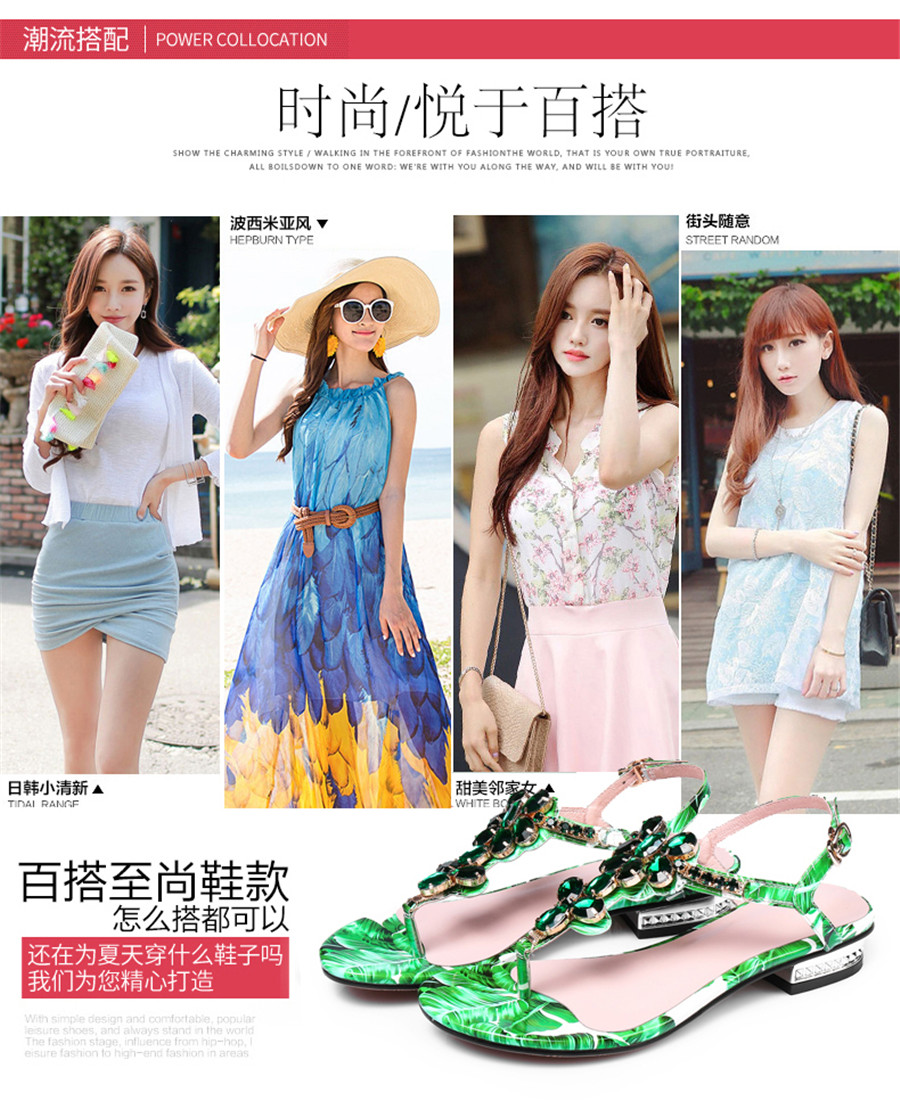 潮流搭配 POWER COLLOCATION
时尚/悦于百搭
SHOW THE CHARMING STYLE / WALKING IN THE FOREFRONT OF FASHIONTHE WORLD, THAT IS YOUR OWN TRUE PORTRAITURE,
ALL BOILSDOWN TO ONE WORD: WE'RE WITH YOU ALONG THE WAY, AND WILL BE WITH YOU!
波西米亚风▼
HEPBURN TYPE
街头随意
STREET RANDOM
日韩小清新▲
TIDAL RANGE
甜美邻家女▲
WHITE
百搭至尚鞋款
怎么搭都可以
还在为夏天穿什么鞋子吗
我们为您精心打造
With simple design and comfortable, popular
leisure shoes, and always stand in the world
The fashion stage, influence from hip-hop, l
eisure fashion to high-end fashion in areas